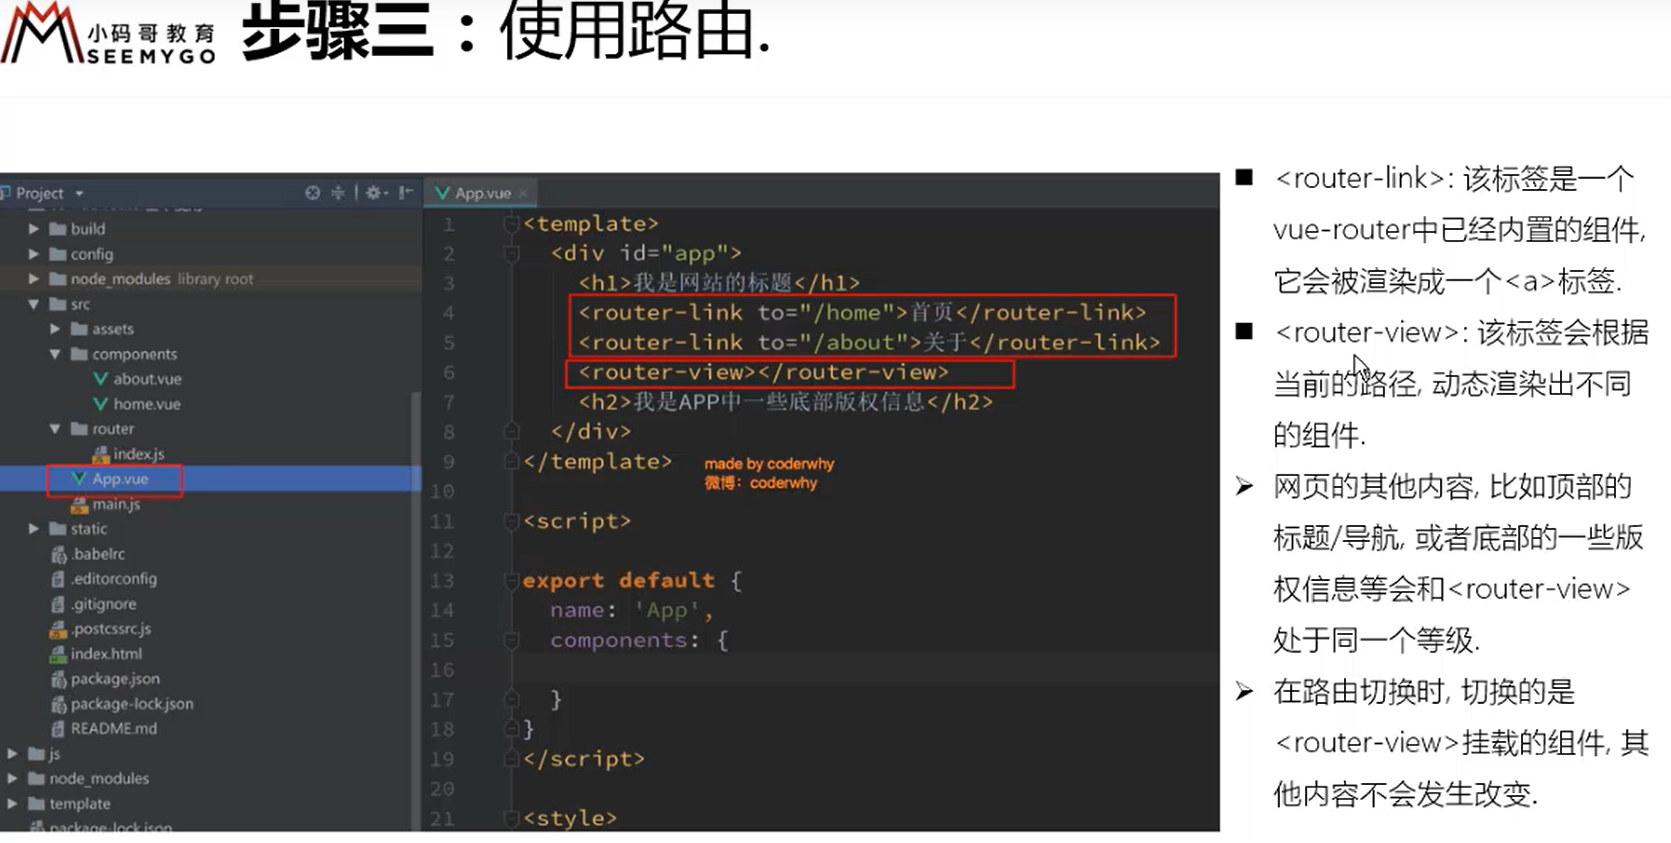 小码哥教育
SEEMYGO
步骤三：使用路由.
Project
App.vue
build
config
node_modules library root
src
assets
components
about.vue
home.vue
router
index.js
App.vue
main.js
static
.babelrc
.editorconfig
.gitignore
.postcssrc.js
index.html
package.json
package-lock.json
README.md
js
node_modules
template
package-lock.json
1 <template>
2 <div id="app">
3 <h1>我是网站的标题</h1>
4 <router-link to="/home">首页</router-link>
5 <router-link to="/about">关于</router-link>
6 <router-view></router-view>
7 <h2>我是APP中一些底部版权信息</h2>
8 </div>
9 </template>
10
11 <script>
12
13 export default {
14 name: 'App',
15 components: {
16
17 }
18 }
19 </script>
20
21 <style>
made by coderwhy
微博：coderwhy
■ <router-link>: 该标签是一个
vue-router中已经内置的组件,
它会被渲染成一个<a>标签.
■ <router-view>: 该标签会根据
当前的路径, 动态渲染出不同
的组件.
➢ 网页的其他内容, 比如顶部的
标题/导航, 或者底部的一些版
权信息等会和<router-view>
处于同一个等级.
➢ 在路由切换时, 切换的是
<router-view>挂载的组件, 其
他内容不会发生改变.